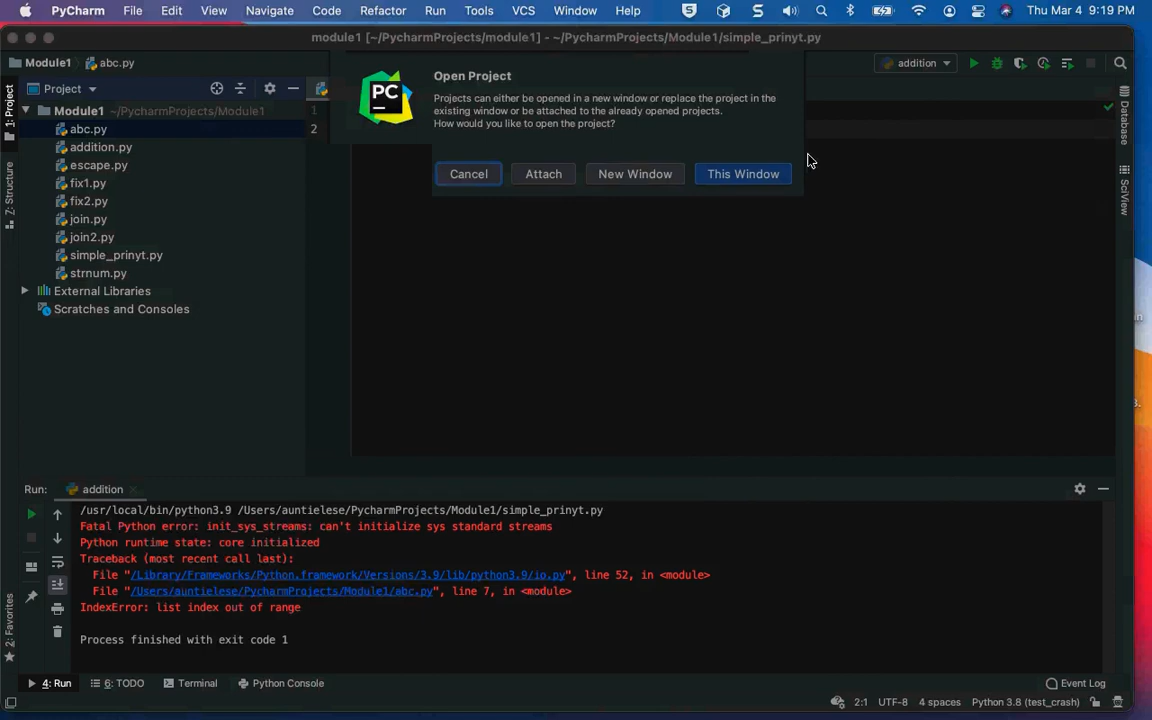 PyCharm File Edit View Navigate Code Refactor Run Tools VCS Window Help S Thu Mar 4 9:19 PM
module1 [~/PycharmProjects/module1] - ~/PycharmProjects/Module1/simple_prinyt.py
Module1 abc.py addition
Project
Open Project
Projects can either be opened in a new window or replace the project in the
existing window or be attached to the already opened projects.
How would you like to open the project?
Cancel Attach New Window This Window
PC
1: Project
Z: Structure
2: Favorites
Database
SciView
Module1 ~/PycharmProjects/Module1
abc.py
addition.py
escape.py
fix1.py
fix2.py
join.py
join2.py
simple_prinyt.py
strnum.py
External Libraries
Scratches and Consoles
1
2
in
3.
Run: addition
/usr/local/bin/python3.9 /Users/auntielese/PycharmProjects/Module1/simple_prinyt.py
Fatal Python error: init_sys_streams: can't initialize sys standard streams
Python runtime state: core initialized
Traceback (most recent call last):
File "/Library/Frameworks/Python.framework/Versions/3.9/lib/python3.9/io.py", line 52, in <module>
File "/Users/auntielese/PycharmProjects/Module1/abc.py", line 7, in <module>
IndexError: list index out of range
Process finished with exit code 1
4: Run 6: TODO Terminal Python Console Event Log
2:1 UTF-8 4 spaces Python 3.8 (test_crash)